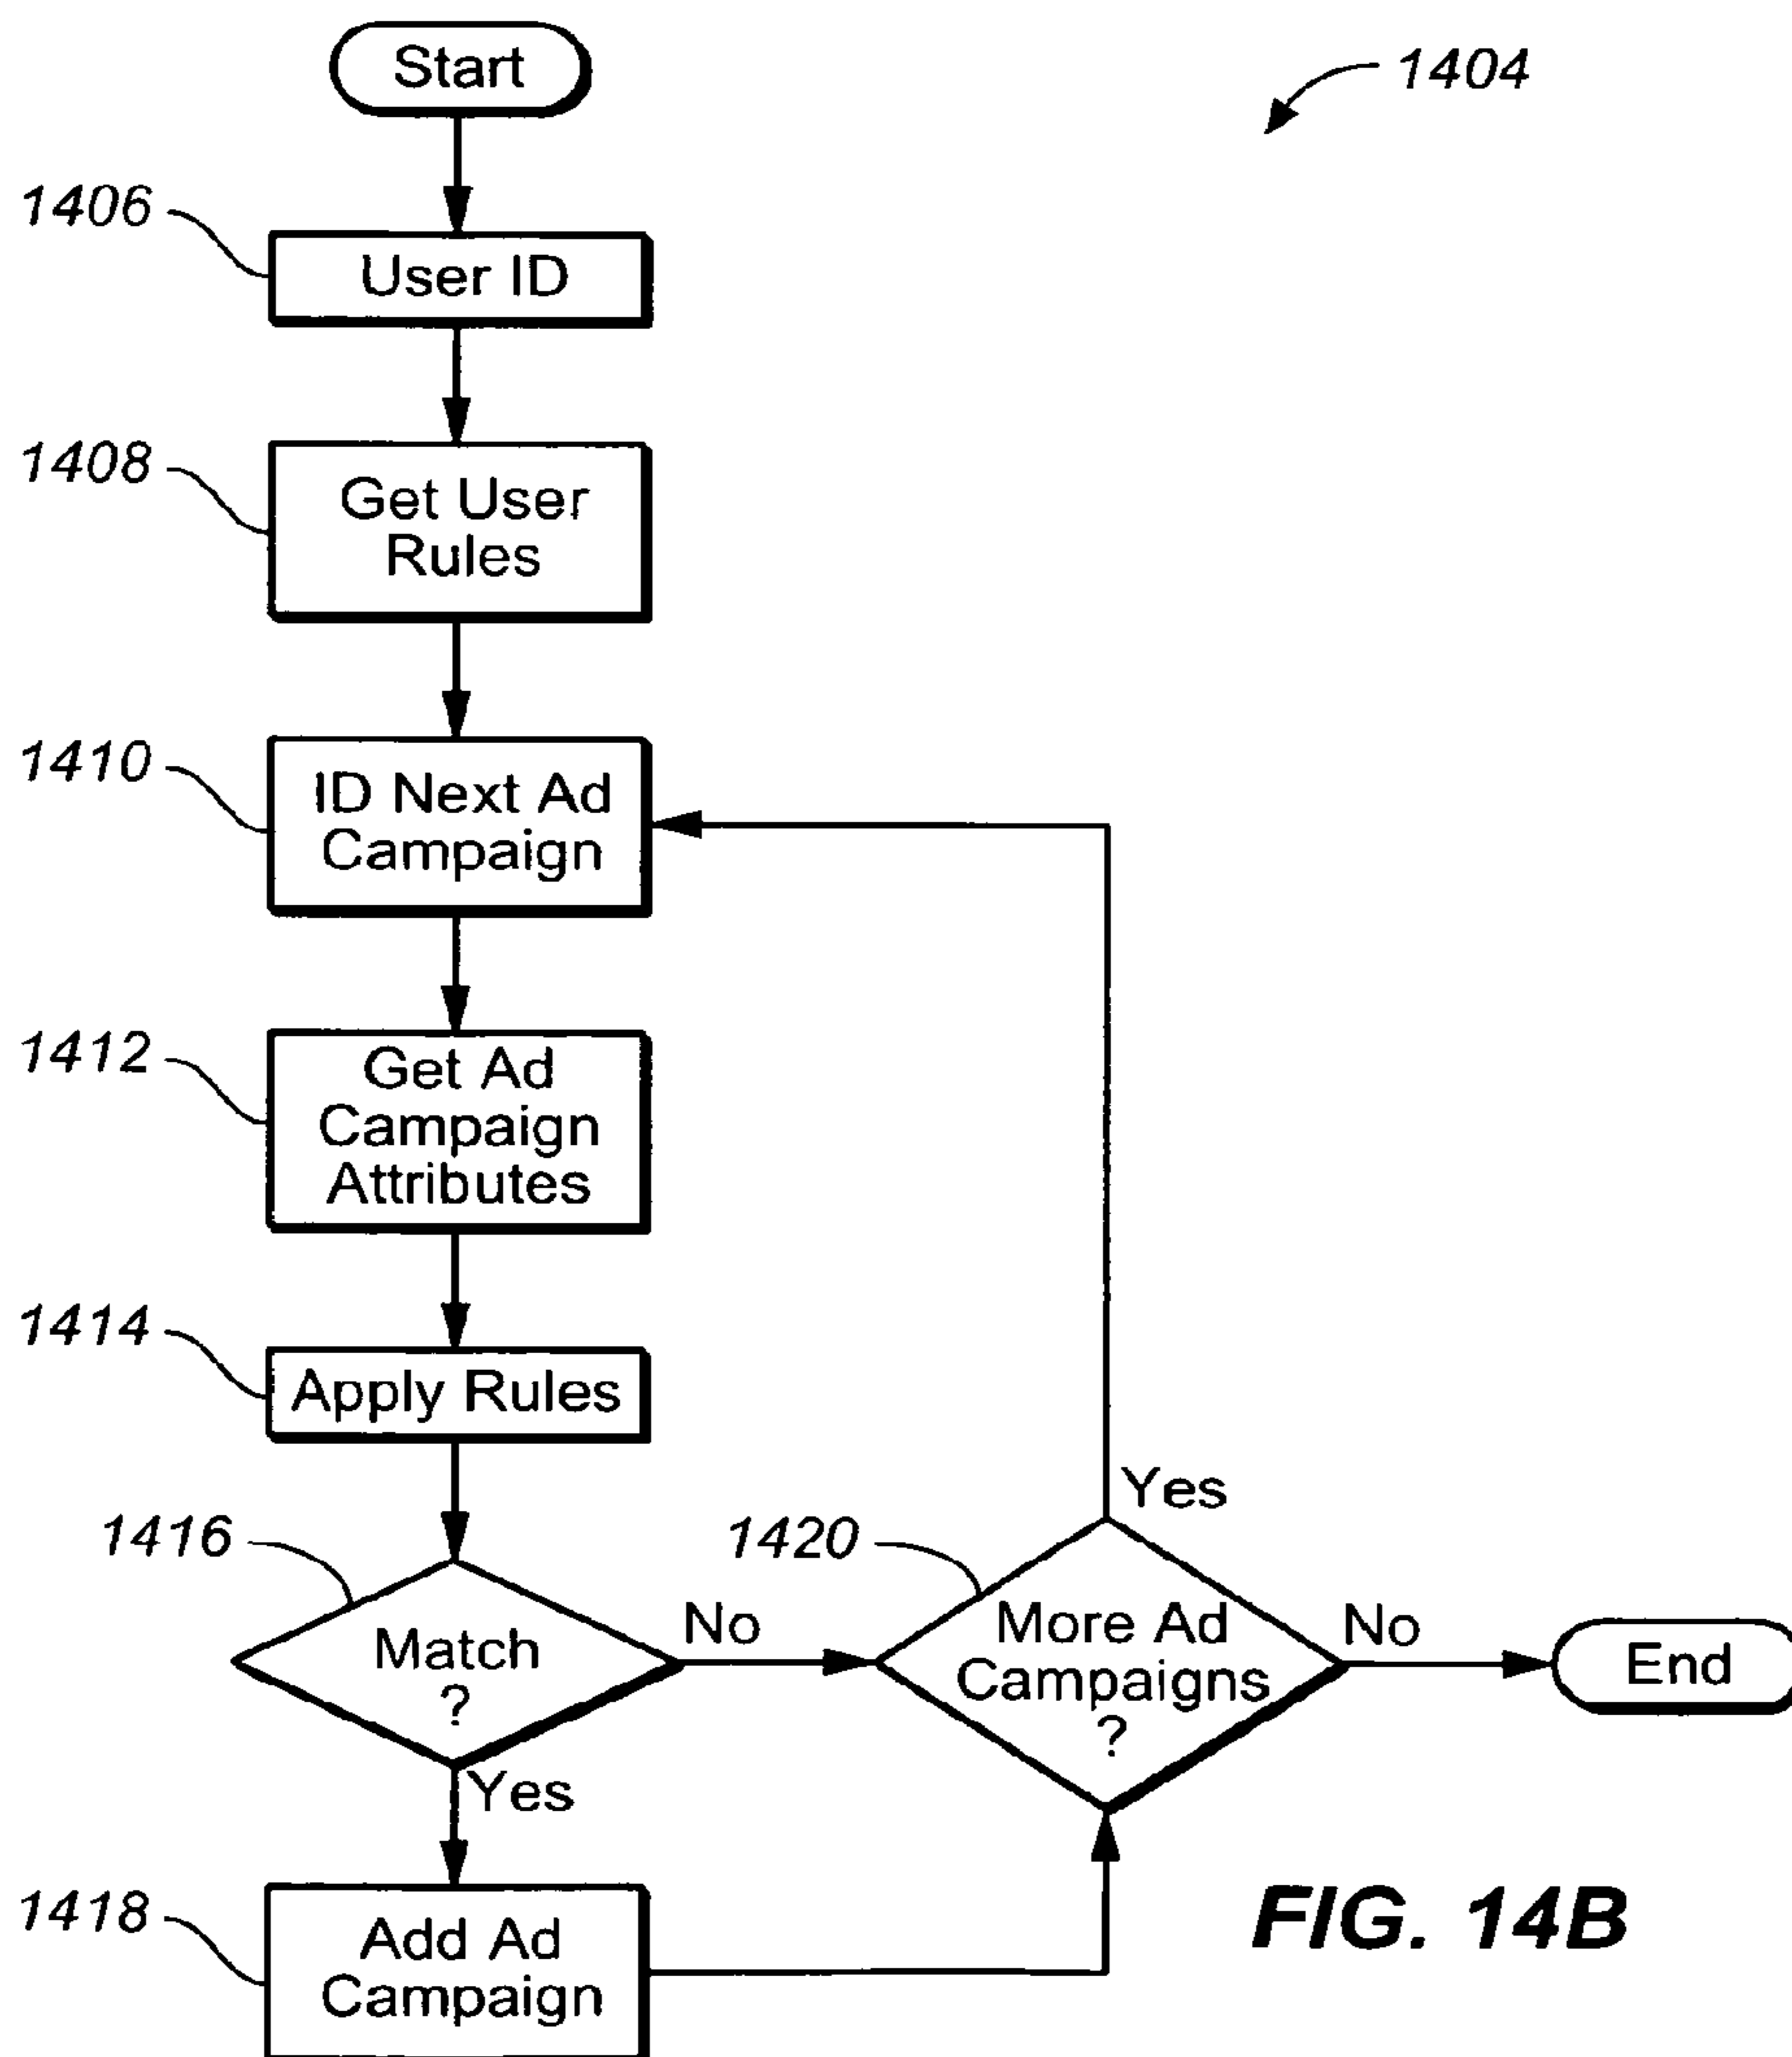 Start
1404
1406
User ID
1408
Get User
Rules
1410
ID Next Ad
Campaign
1412
Get Ad
Campaign
Attributes
1414
Apply Rules
1416
Match
?
No
Yes
1420
More Ad
Campaigns
?
Yes
No
End
1418
Add Ad
Campaign
FIG. 14B